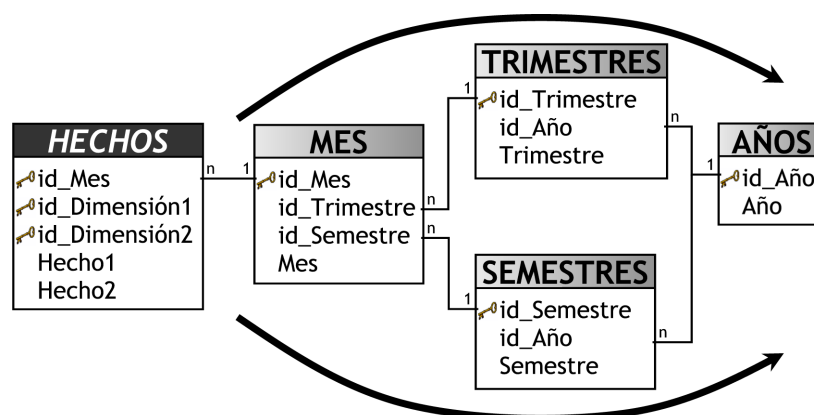 HECHOS
id_Mes
id_Dimensión1
id_Dimensión2
Hecho1
Hecho2
n
1
MES
id_Mes
id_Trimestre
id_Semestre
Mes
n
n
1
TRIMESTRES
id_Trimestre
id_Año
Trimestre
n
1
SEMESTRES
id_Semestre
id_Año
Semestre
n
1
AÑOS
id_Año
Año